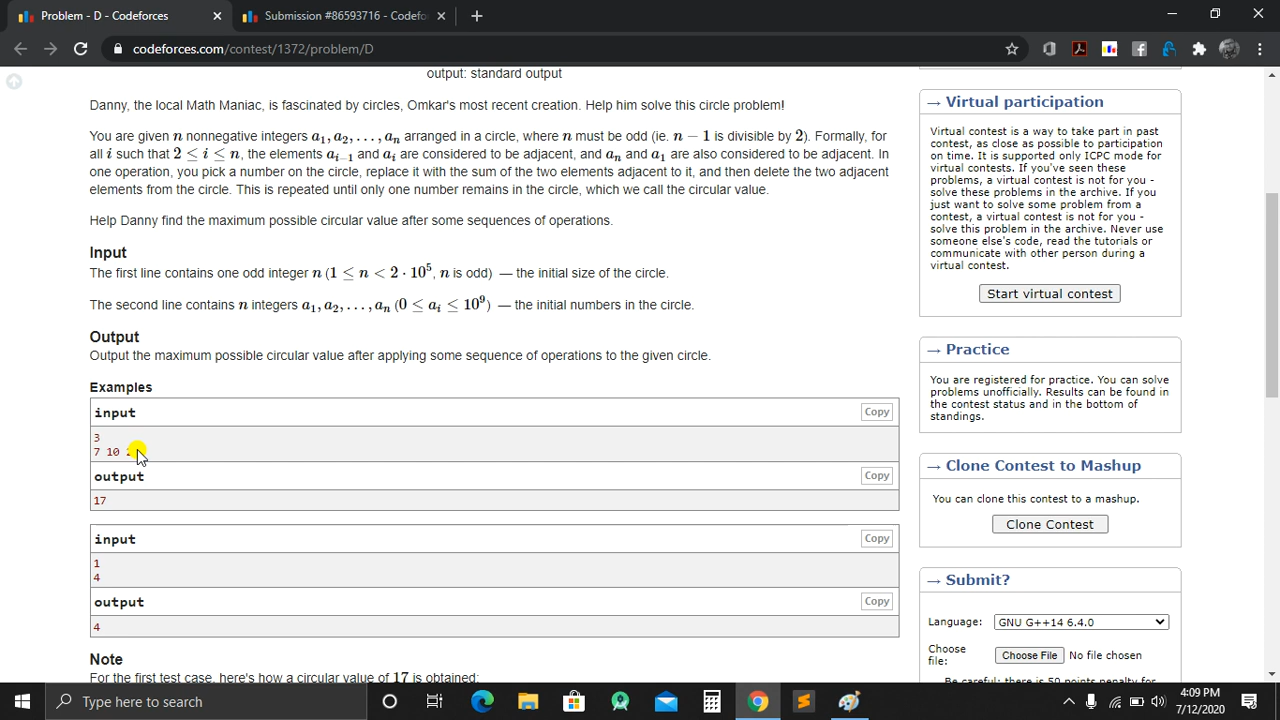 Problem - D - Codeforces
Submission #86593716 - Codefo
codeforces.com/contest/1372/problem/D
output: standard output
Danny, the local Math Maniac, is fascinated by circles, Omkar's most recent creation. Help him solve this circle problem!
You are given n nonnegative integers a1, a2, …, an arranged in a circle, where n must be odd (ie. n − 1 is divisible by 2). Formally, for
all i such that 2 ≤ i ≤ n, the elements ai−1 and ai are considered to be adjacent, and an and a1 are also considered to be adjacent. In
one operation, you pick a number on the circle, replace it with the sum of the two elements adjacent to it, and then delete the two adjacent
elements from the circle. This is repeated until only one number remains in the circle, which we call the circular value.
Help Danny find the maximum possible circular value after some sequences of operations.
Input
The first line contains one odd integer n (1 ≤ n < 2 · 10^5, n is odd) — the initial size of the circle.
The second line contains n integers a1, a2, …, an (0 ≤ ai ≤ 10^9) — the initial numbers in the circle.
Output
Output the maximum possible circular value after applying some sequence of operations to the given circle.
Examples
input
Copy
3
7 10
output
Copy
17
input
Copy
1
4
output
Copy
4
Note
For the first test case, here's how a circular value of 17 is obtained:
→ Virtual participation
Virtual contest is a way to take part in past
contest, as close as possible to participation
on time. It is supported only ICPC mode for
virtual contests. If you've seen these
problems, a virtual contest is not for you -
solve these problems in the archive. If you
just want to solve some problem from a
contest, a virtual contest is not for you -
solve this problem in the archive. Never use
someone else's code, read the tutorials or
communicate with other person during a
virtual contest.
Start virtual contest
→ Practice
You are registered for practice. You can solve
problems unofficially. Results can be found in
the contest status and in the bottom of
standings.
→ Clone Contest to Mashup
You can clone this contest to a mashup.
Clone Contest
→ Submit?
Language:
GNU G++14 6.4.0
Choose
file:
Choose File
No file chosen
Be careful: there is 50 points penalty for
Type here to search
4:09 PM
7/12/2020